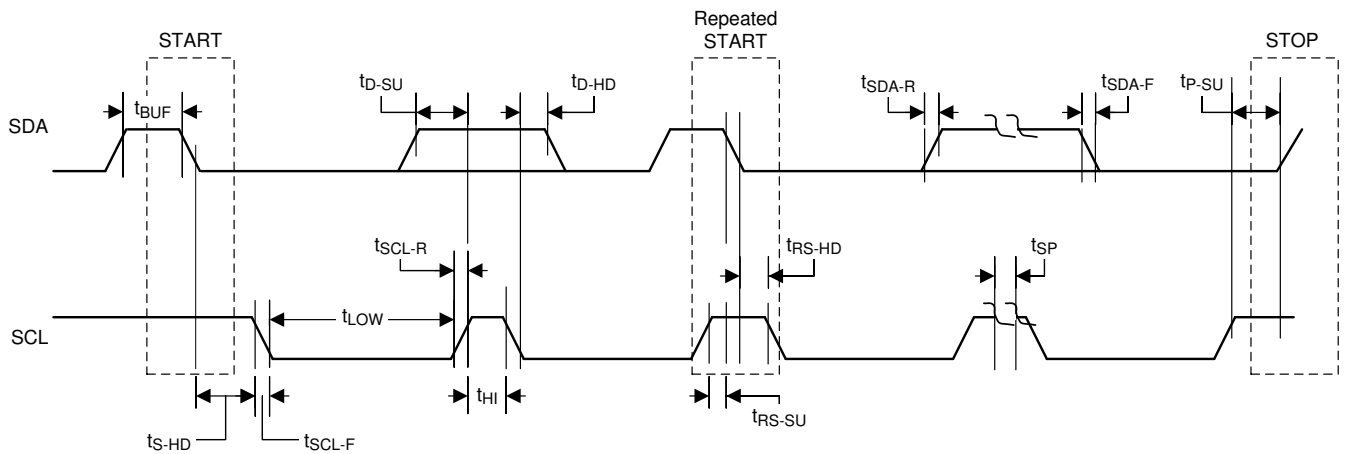 Repeated
START
START
STOP
tBUF
tD-SU
tD-HD
tSDA-R
tSDA-F
tP-SU
SDA
tSCL-R
tRS-HD
tSP
tLOW
SCL
tHI
tRS-SU
tS-HD
tSCL-F